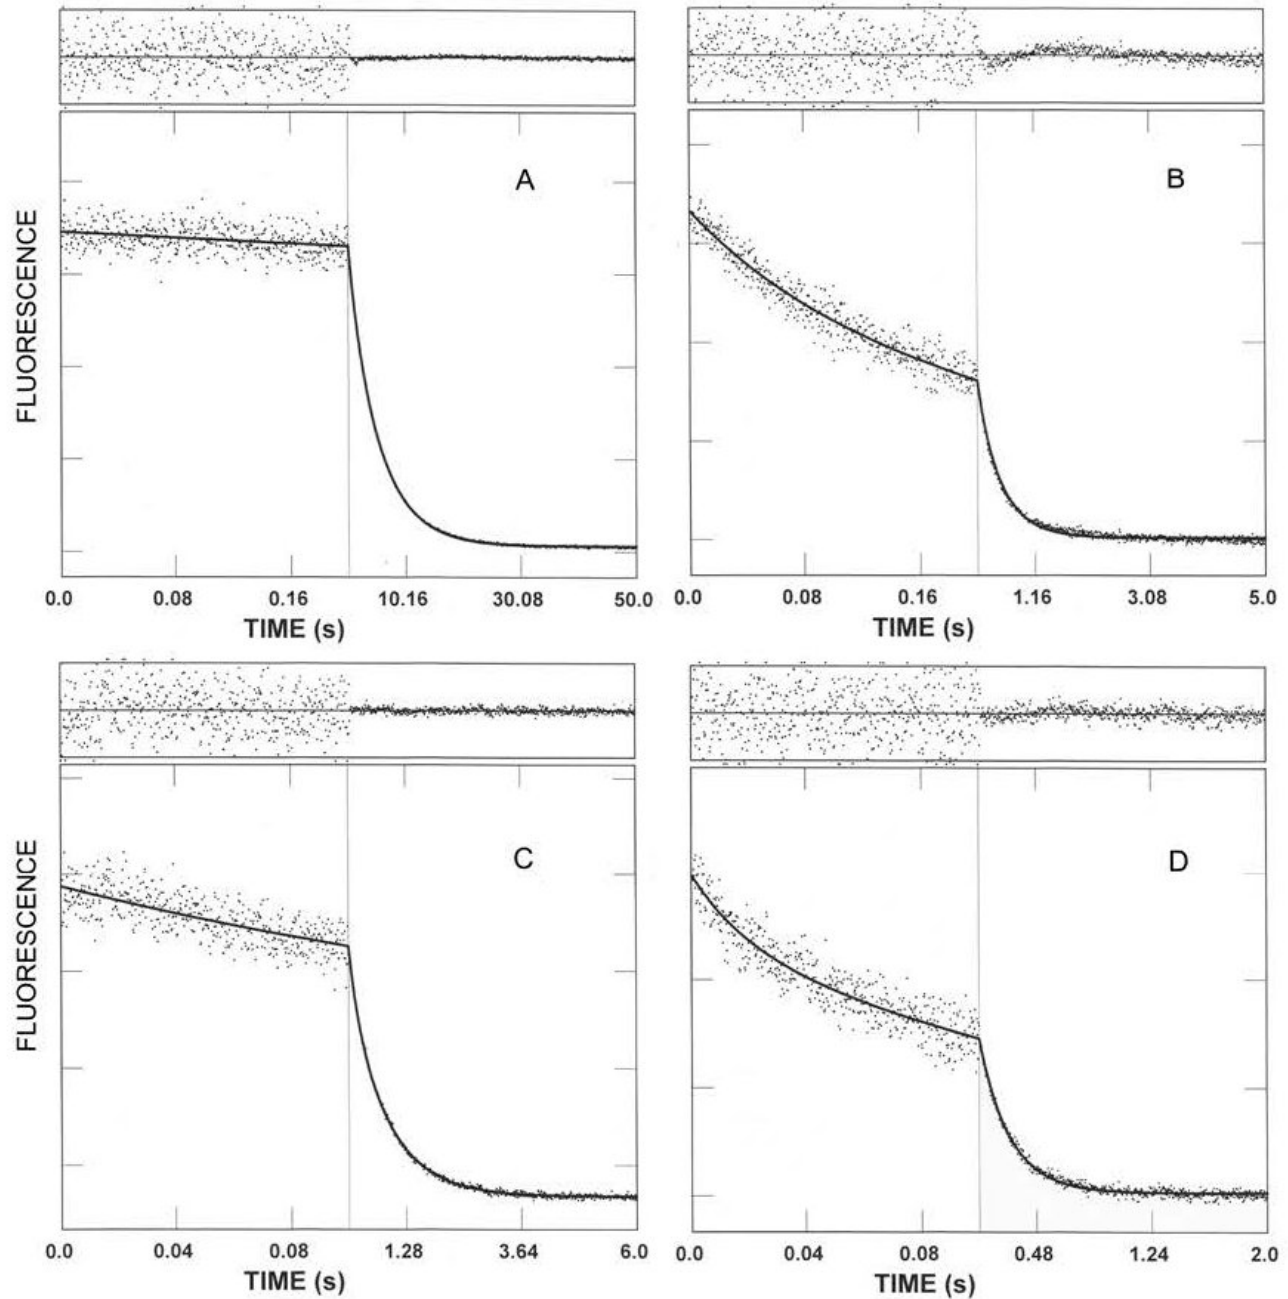 A
B
FLUORESCENCE
0.0 0.08 0.16 10.16 30.08 50.0
TIME (s)
0.0 0.08 0.16 1.16 3.08 5.0
TIME (s)
C
D
FLUORESCENCE
0.0 0.04 0.08 1.28 3.64 6.0
TIME (s)
0.0 0.04 0.08 0.48 1.24 2.0
TIME (s)